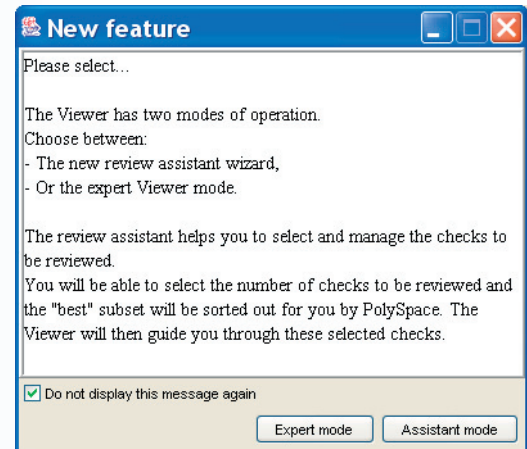 New feature
Please select...
The Viewer has two modes of operation.
Choose between:
- The new review assistant wizard,
- Or the expert Viewer mode.
The review assistant helps you to select and manage the checks to
be reviewed.
You will be able to select the number of checks to be reviewed and
the "best" subset will be sorted out for you by PolySpace. The
Viewer will then guide you through these selected checks.
Do not display this message again
Expert mode
Assistant mode